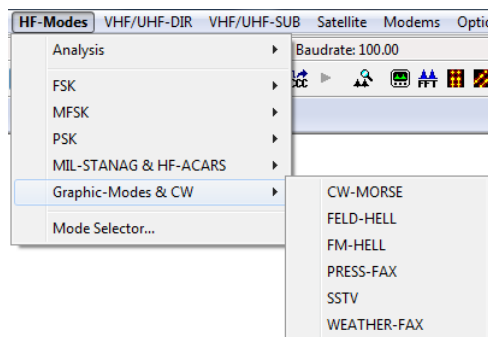 HF-Modes VHF/UHF-DIR VHF/UHF-SUB Satellite Modems
Analysis
Baudrate: 100.00
FSK
FFT
MFSK
PSK
MIL-STANAG & HF-ACARS
Graphic-Modes & CW
CW-MORSE
FELD-HELL
Mode Selector...
FM-HELL
PRESS-FAX
SSTV
WEATHER-FAX